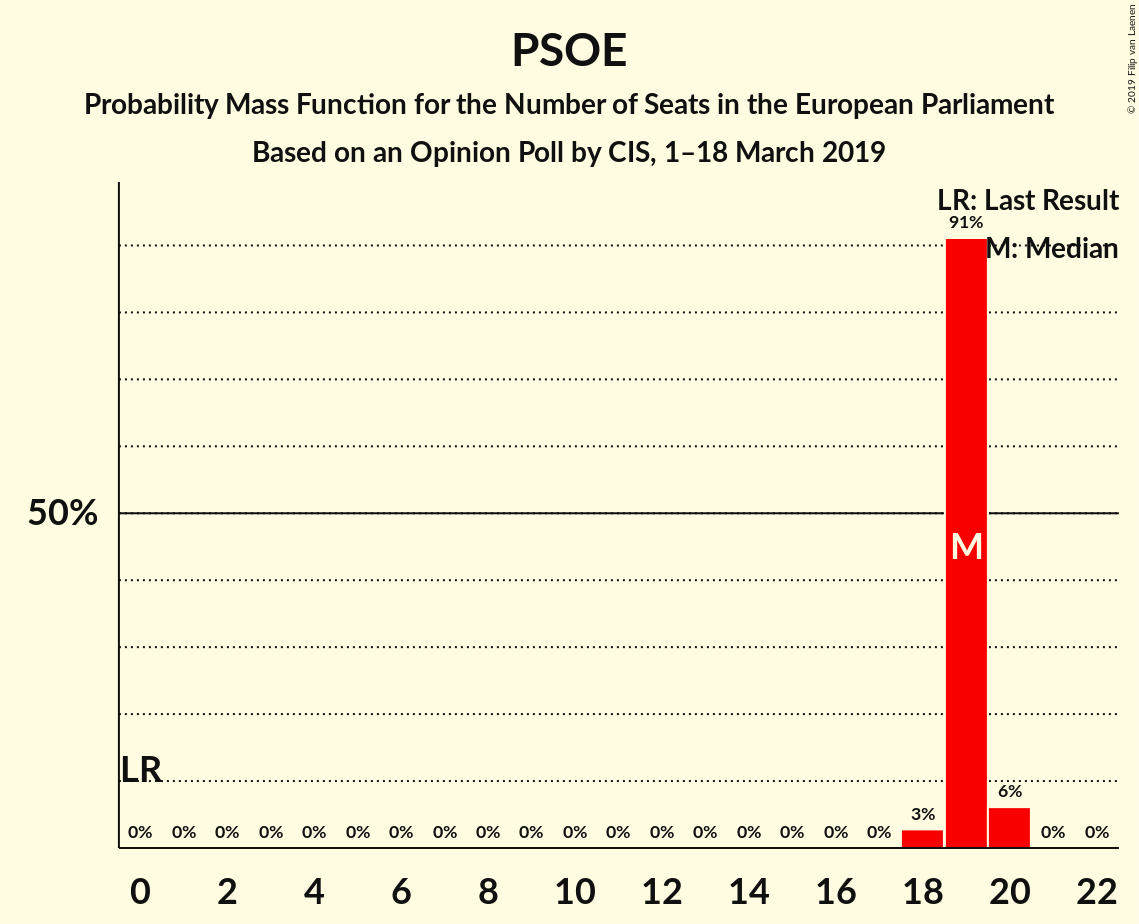 PSOE
Probability Mass Function for the Number of Seats in the European Parliament
Based on an Opinion Poll by CIS, 1–18 March 2019
© 2019 Filip van Laenen
LR: Last Result
M: Median
91%
50%
M
LR
0% 0% 0% 0% 0% 0% 0% 0% 0% 0% 0% 0% 0% 0% 0% 0% 0% 0% 3% 6% 0% 0%
0 2 4 6 8 10 12 14 16 18 20 22